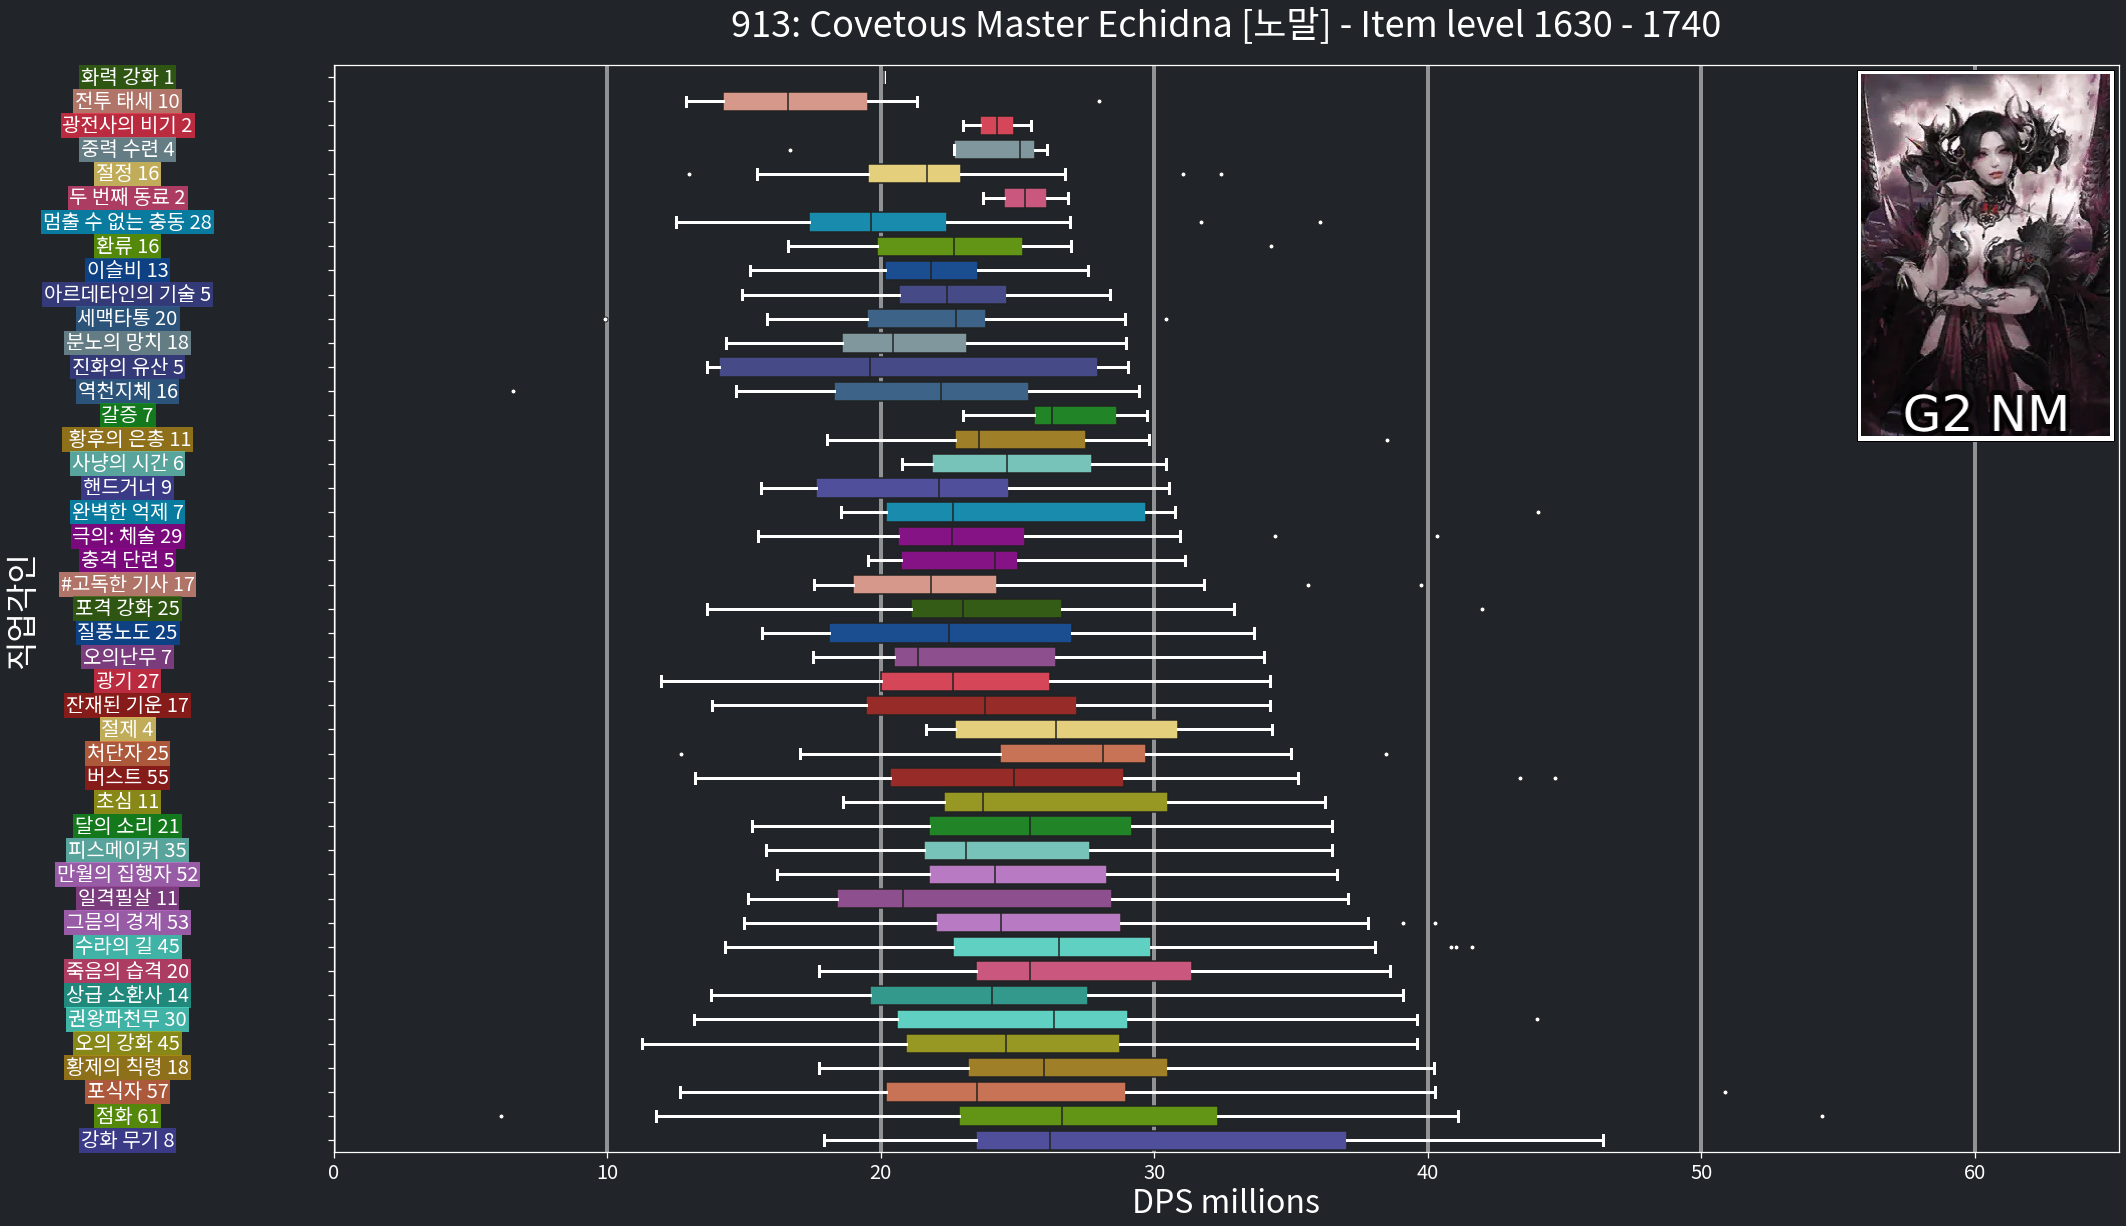 913: Covetous Master Echidna [노말] - Item level 1630 - 1740
화력 강화 1
전투 태세 10
광전사의 비기 2
중력 수련 4
절정 16
두 번째 동료 2
멈출 수 없는 충동 28
환류 16
이슬비 13
아르데타인의 기술 5
세맥타통 20
분노의 망치 18
진화의 유산 5
역천지체 16
갈증 7
황후의 은총 11
사냥의 시간 6
핸드거너 9
완벽한 억제 7
극의: 체술 29
충격 단련 5
#고독한 기사 17
포격 강화 25
질풍노도 25
오의난무 7
광기 27
잔재된 기운 17
절제 4
처단자 25
버스트 55
초심 11
달의 소리 21
피스메이커 35
만월의 집행자 52
일격필살 11
그믐의 경계 53
수라의 길 45
죽음의 습격 20
상급 소환사 14
권왕파천무 30
오의 강화 45
황제의 칙령 18
포식자 57
점화 61
강화 무기 8
직업각인
G2 NM
0 10 20 30 40 50 60
DPS millions